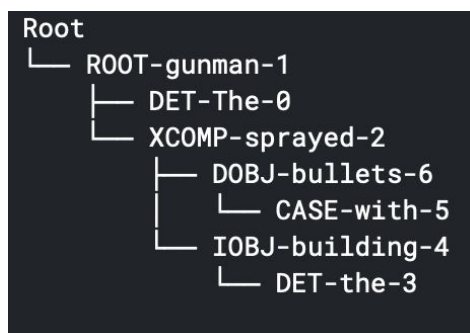 Root
└── ROOT-gunman-1
    ├── DET-The-0
    └── XCOMP-sprayed-2
        ├── DOBJ-bullets-6
        │   └── CASE-with-5
        └── IOBJ-building-4
            └── DET-the-3